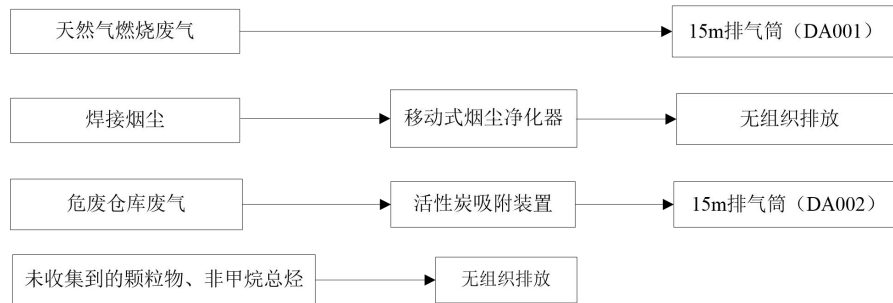 天然气燃烧废气
15m排气筒（DA001）
焊接烟尘
移动式烟尘净化器
无组织排放
危废仓库废气
活性炭吸附装置
15m排气筒（DA002）
未收集到的颗粒物、非甲烷总烃
无组织排放